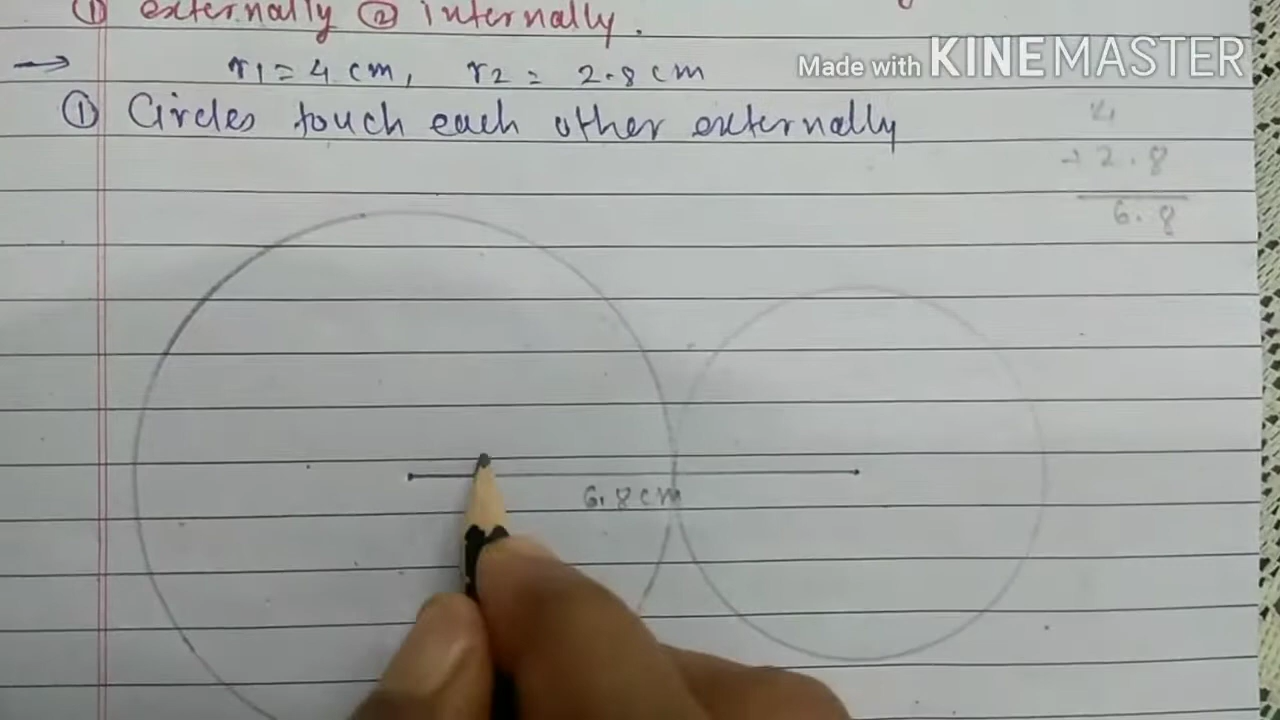 ① externally ② internally.
Made with KINEMASTER
→ r1 = 4 cm, r2 = 2.8 cm
① Circles touch each other externally
4
+ 2.8
6.8
6.8 cm